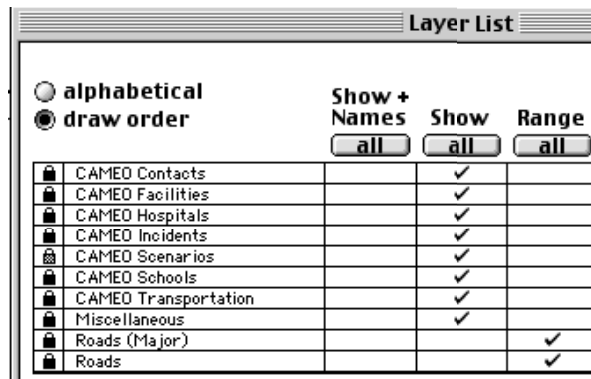 Layer List
alphabetical
draw order
Show +
Names Show Range
all all all
CAMEO Contacts
CAMEO Facilities
CAMEO Hospitals
CAMEO Incidents
CAMEO Scenarios
CAMEO Schools
CAMEO Transportation
Miscellaneous
Roads (Major)
Roads